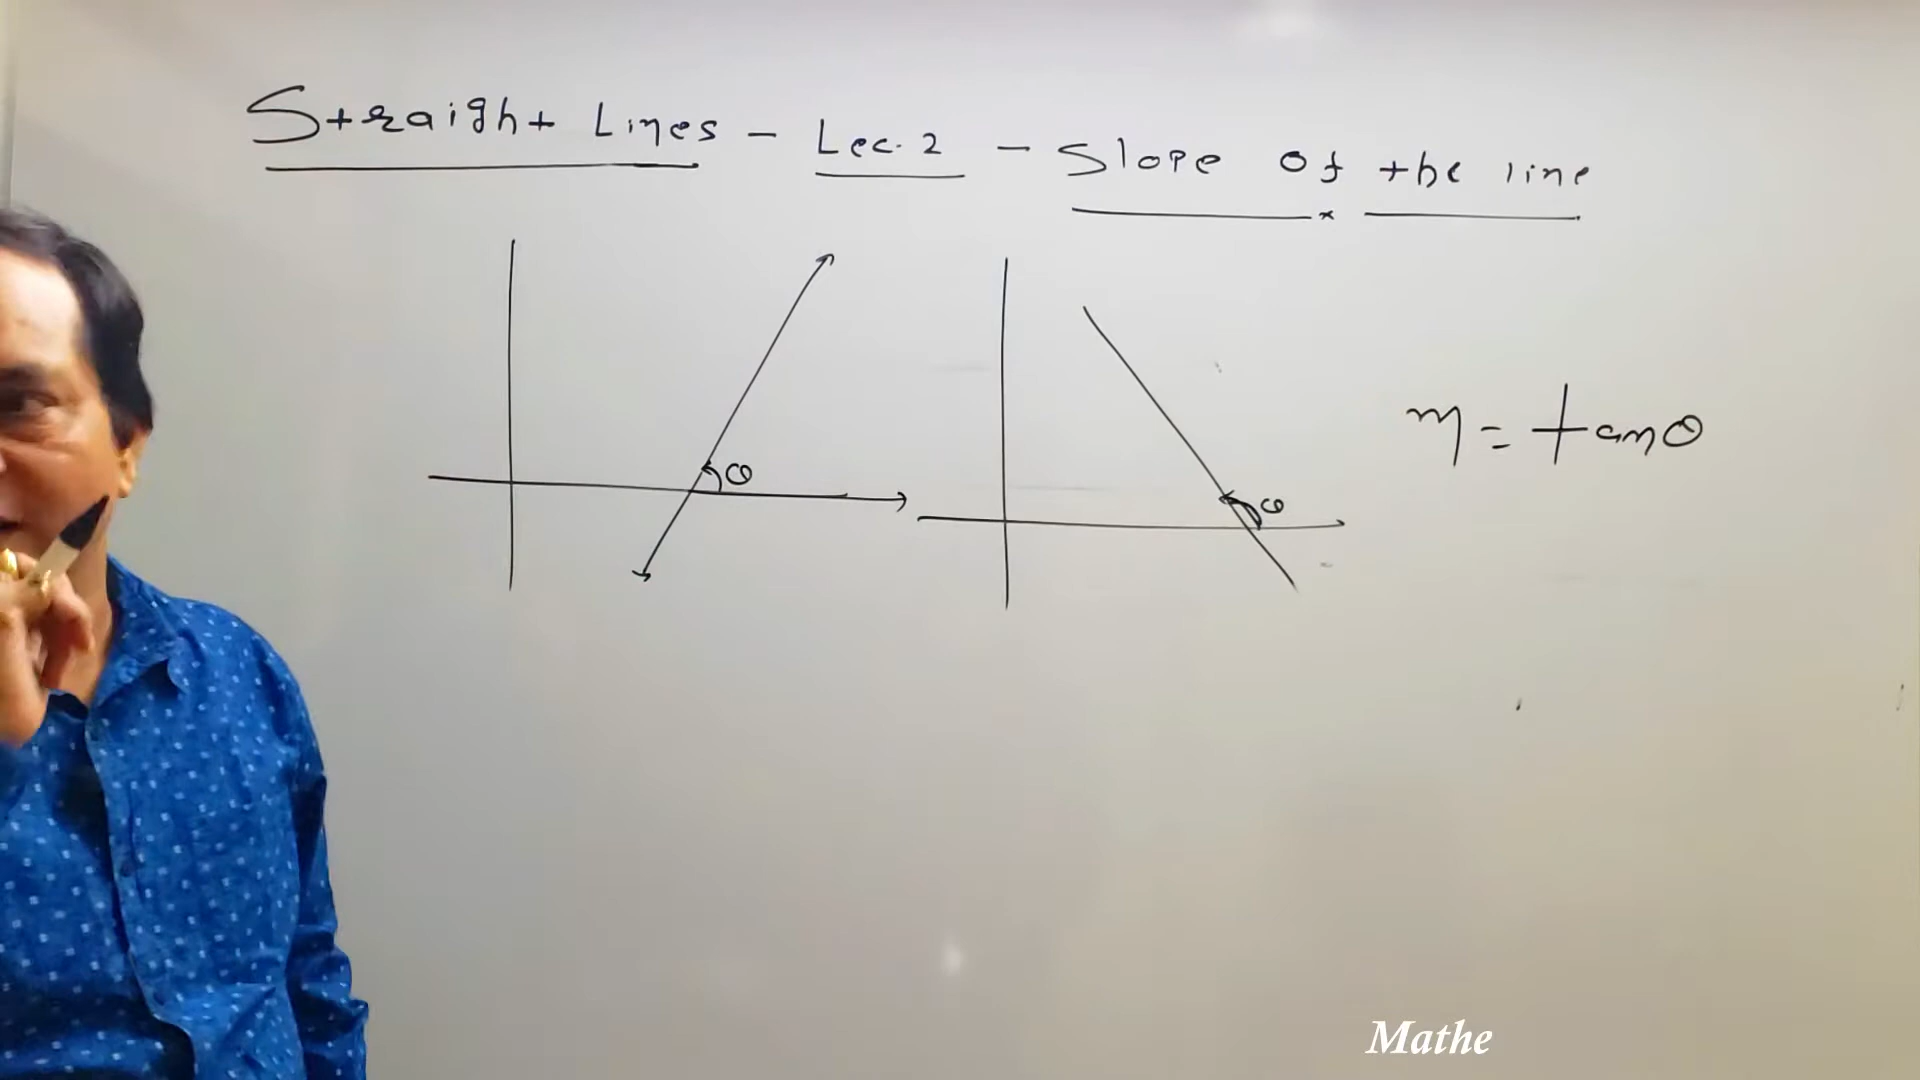 Straight Lines - Lec. 2 - Slope of the line
θ
θ
m = tanθ
Mathe